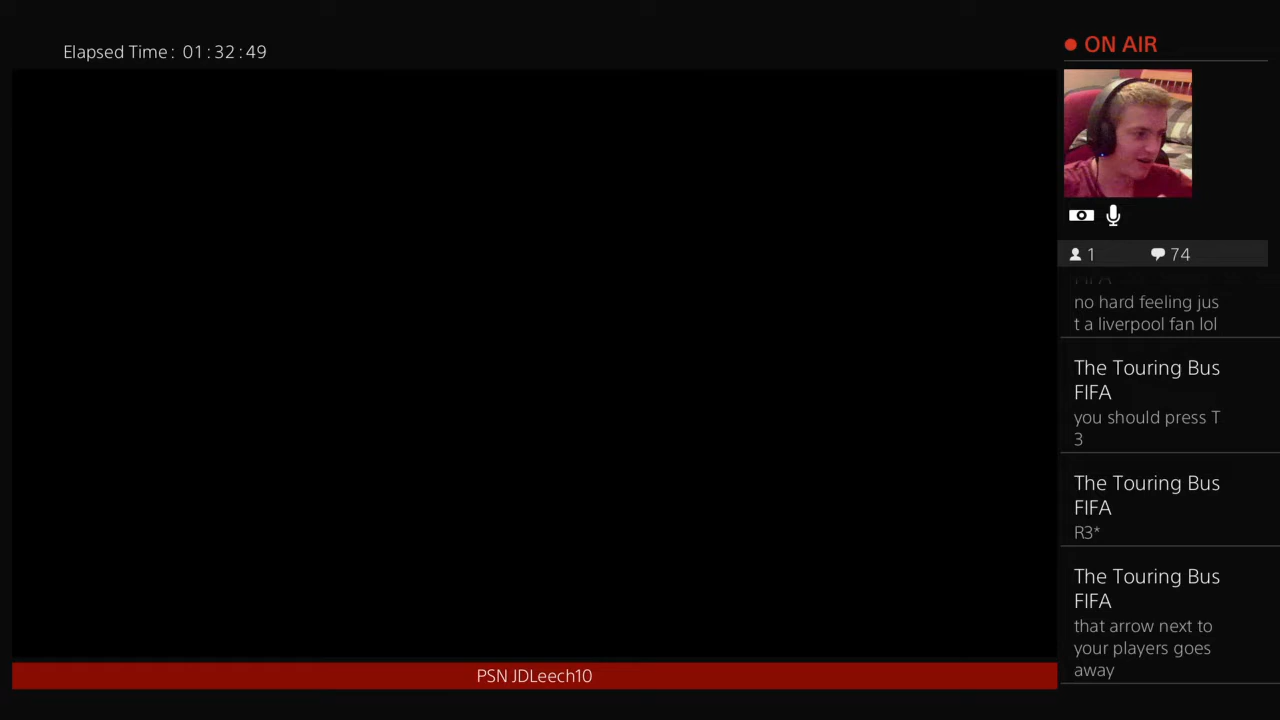 Elapsed Time: 01:32:49
ON AIR
1 74
FIFA
no hard feeling jus
t a liverpool fan lol
The Touring Bus
FIFA
you should press T
3
The Touring Bus
FIFA
R3*
The Touring Bus
FIFA
that arrow next to
your players goes
away
PSN JDLeech10